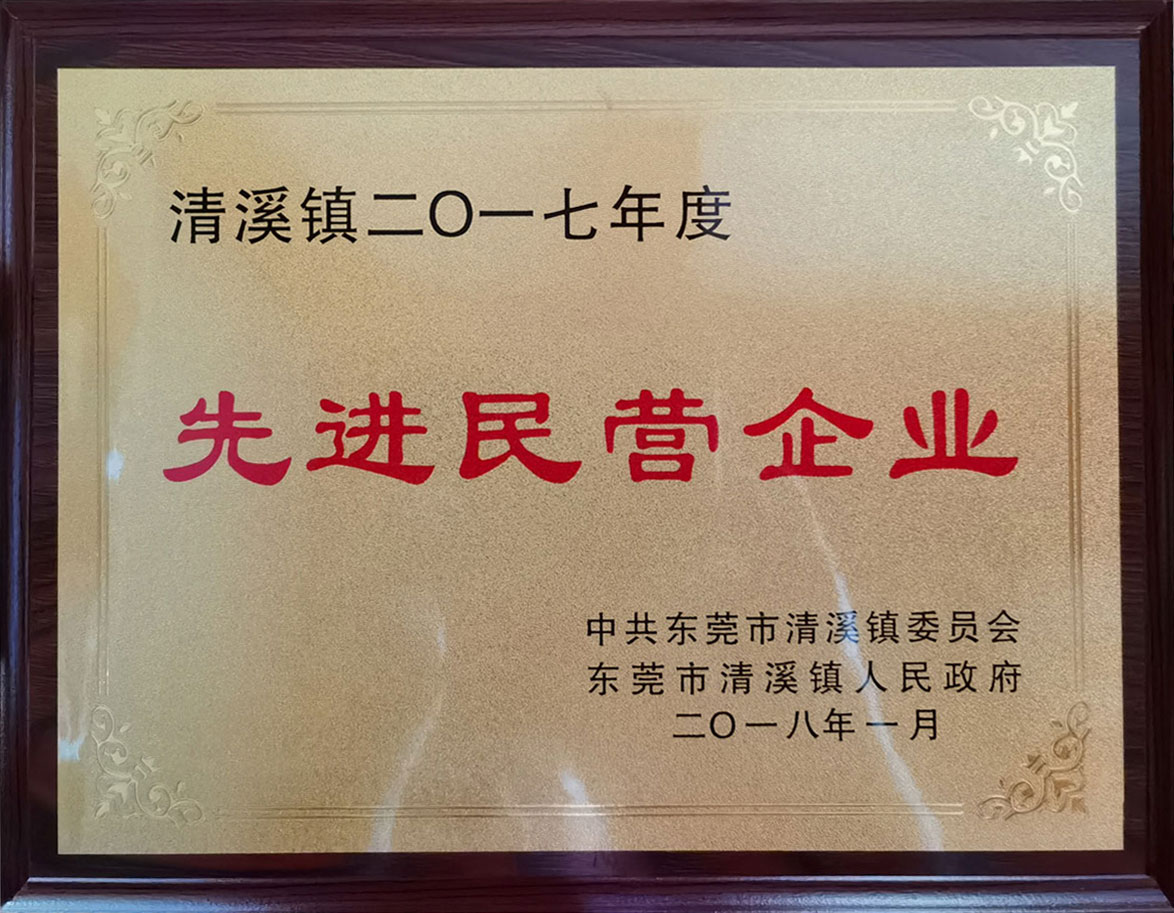 清溪镇二〇一七年度
先进民营企业
中共东莞市清溪镇委员会
东莞市清溪镇人民政府
二〇一八年一月